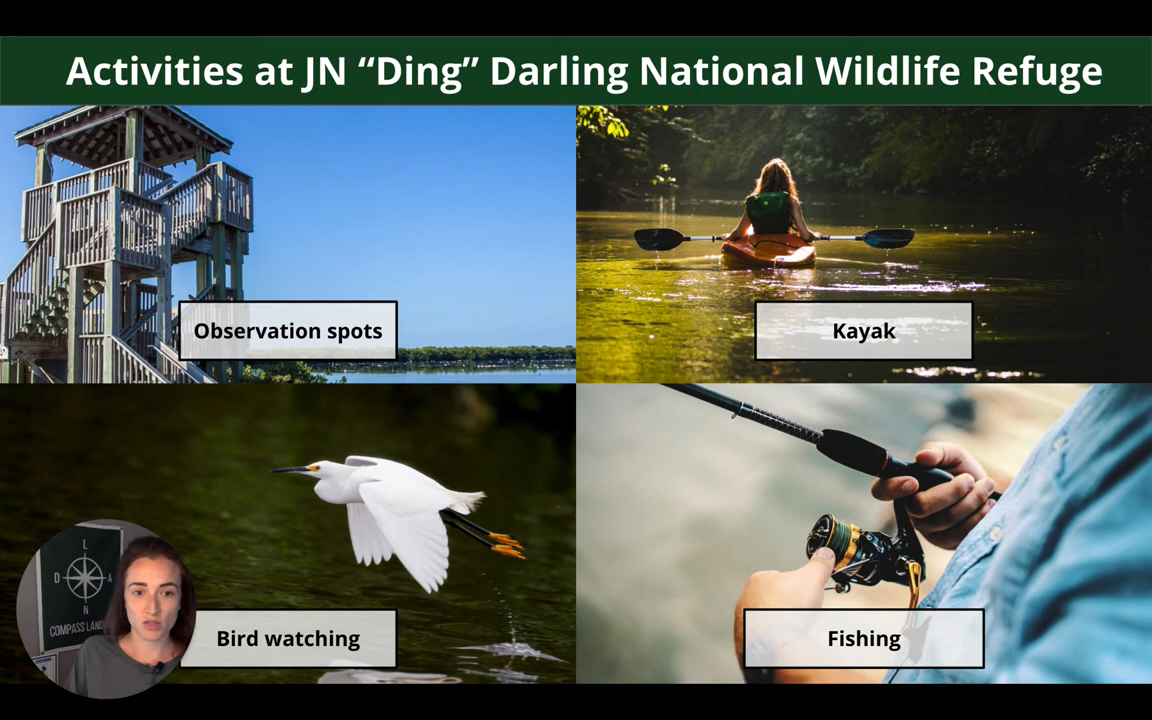 Activities at JN “Ding” Darling National Wildlife Refuge
Observation spots
Kayak
Bird watching
Fishing
L
D A
N
COMPASS LAND